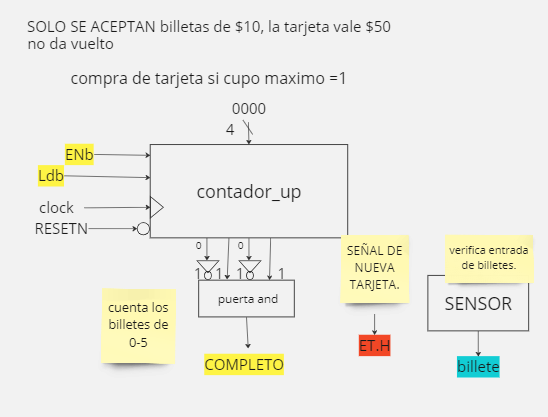 SOLO SE ACEPTAN billetas de $10, la tarjeta vale $50
no da vuelto
compra de tarjeta si cupo maximo =1
0000
4
ENb
Ldb
contador_up
clock
RESETN
0
0
1
1
1
1
puerta and
cuenta los
billetes de
0-5
COMPLETO
SEÑAL DE
NUEVA
TARJETA.
ET.H
verifica entrada
de billetes.
SENSOR
billete